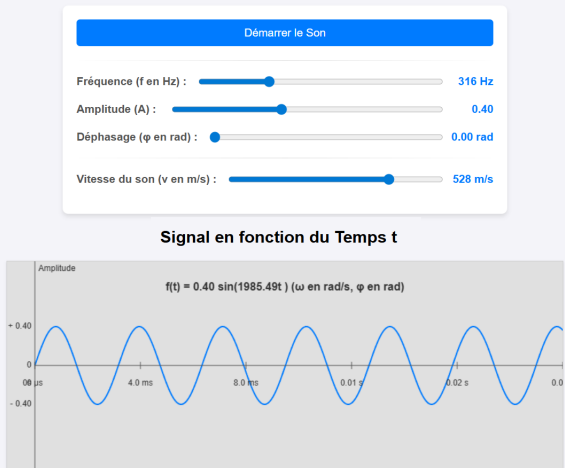 Démarrer le Son
Fréquence (f en Hz) : 316 Hz
Amplitude (A) : 0.40
Déphasage (φ en rad) : 0.00 rad
Vitesse du son (v en m/s) : 528 m/s
Signal en fonction du Temps t
Amplitude
f(t) = 0.40 sin(1985.49t ) (ω en rad/s, φ en rad)
+ 0.40
0
4.0 ms 8.0 ms 0.01 s 0.02 s 0.0
- 0.40